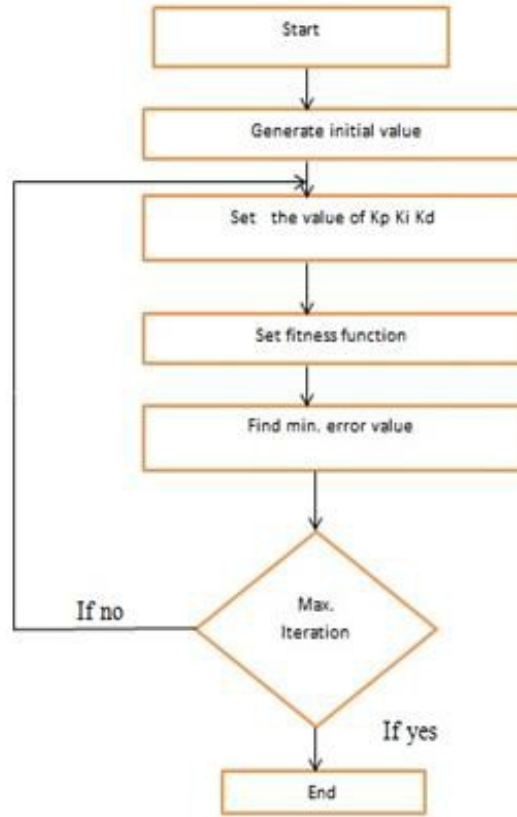 Start
Generate initial value
Set the value of Kp Ki Kd
Set fitness function
Find min. error value
Max.
Iteration
If no
If yes
End